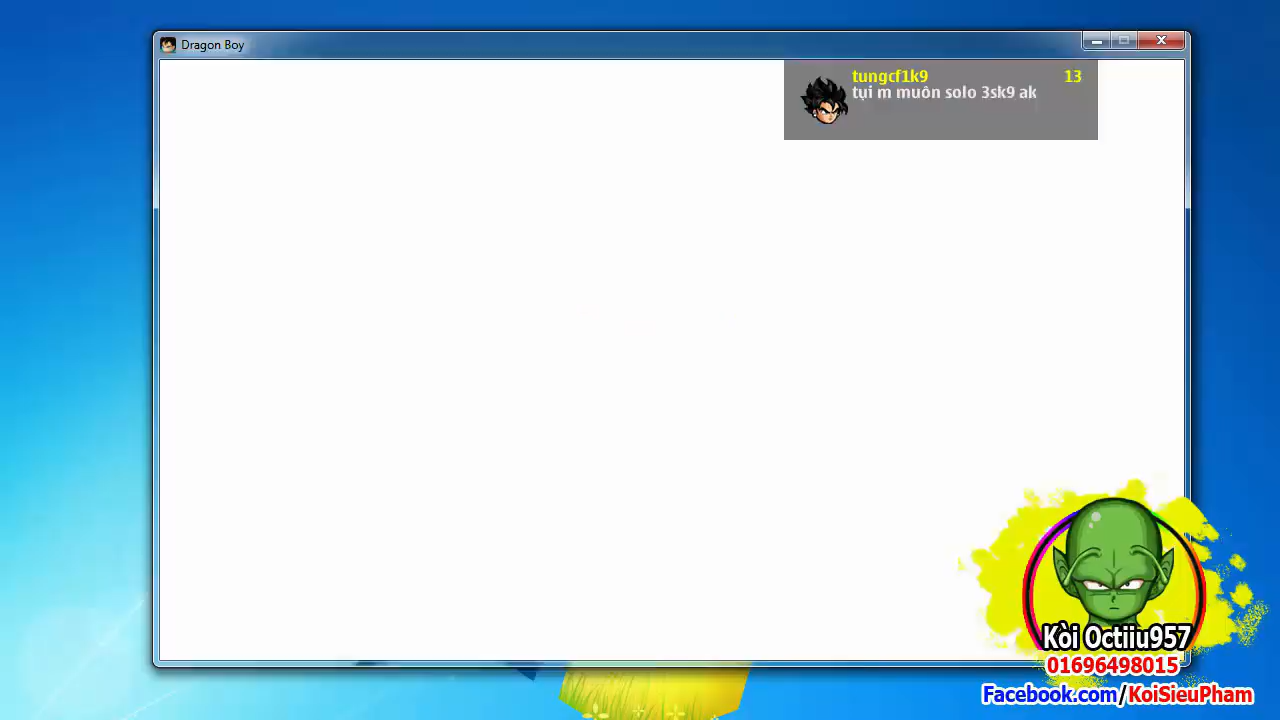 Dragon Boy
tungcf1k9 13
tụi m muôn solo 3sk9 ak
Kòi Octiiu957
01696498015
Facebook.com/KoiSieuPham